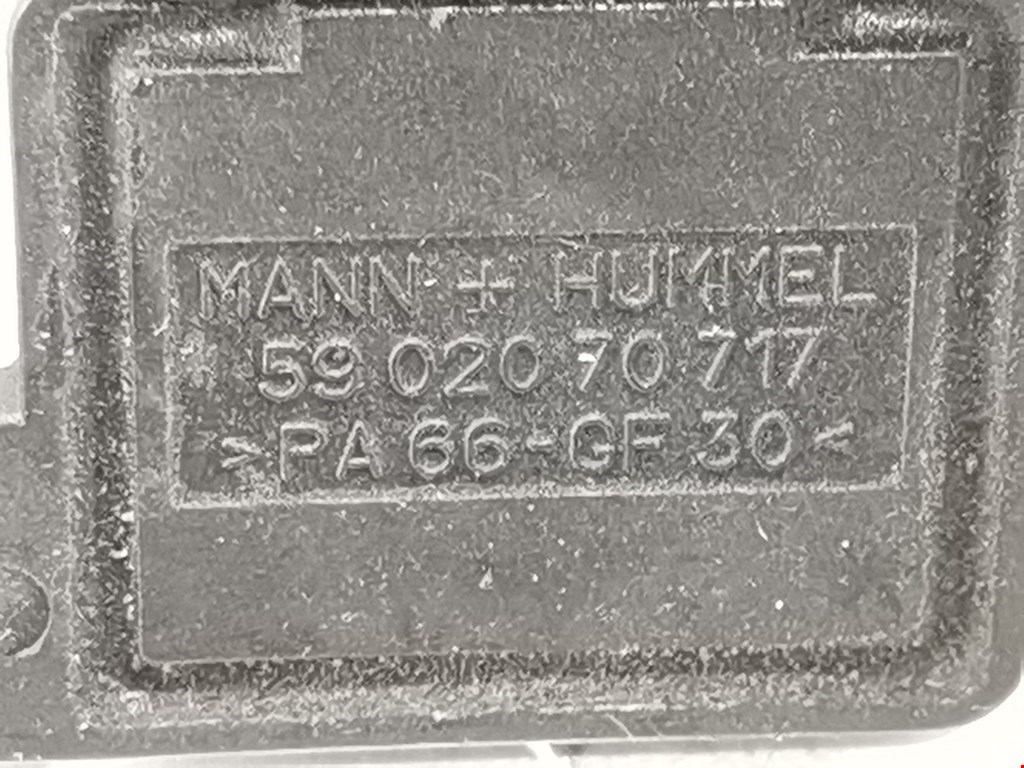 MANN + HUMMEL
59 020 70 717
>PA 66-GF 30<